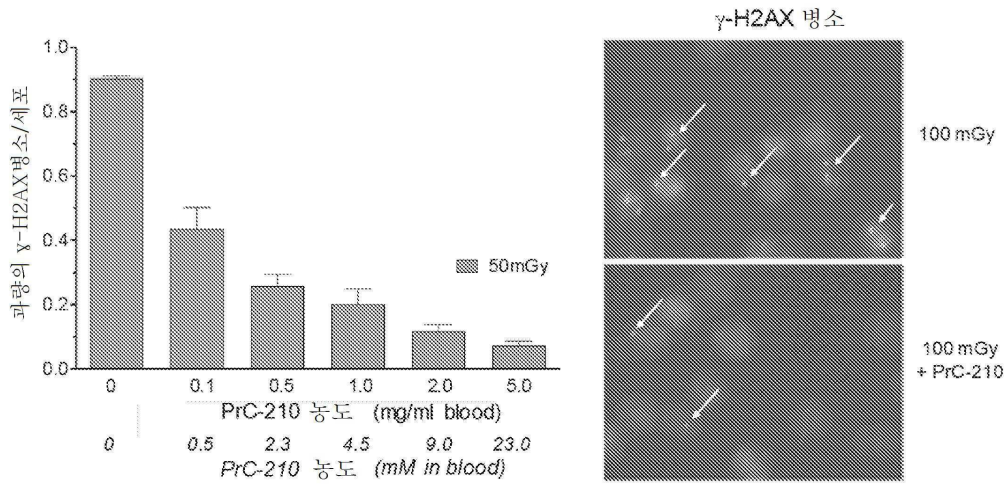 γ-H2AX 병소
과량의 γ-H2AX병소/세포
1.0
0.8
0.6
0.4
0.2
0.0
50mGy
0 0.1 0.5 1.0 2.0 5.0
PrC-210 농도 (mg/ml blood)
0 0.5 2.3 4.5 9.0 23.0
PrC-210 농도 (mM in blood)
100 mGy
100 mGy
+ PrC-210